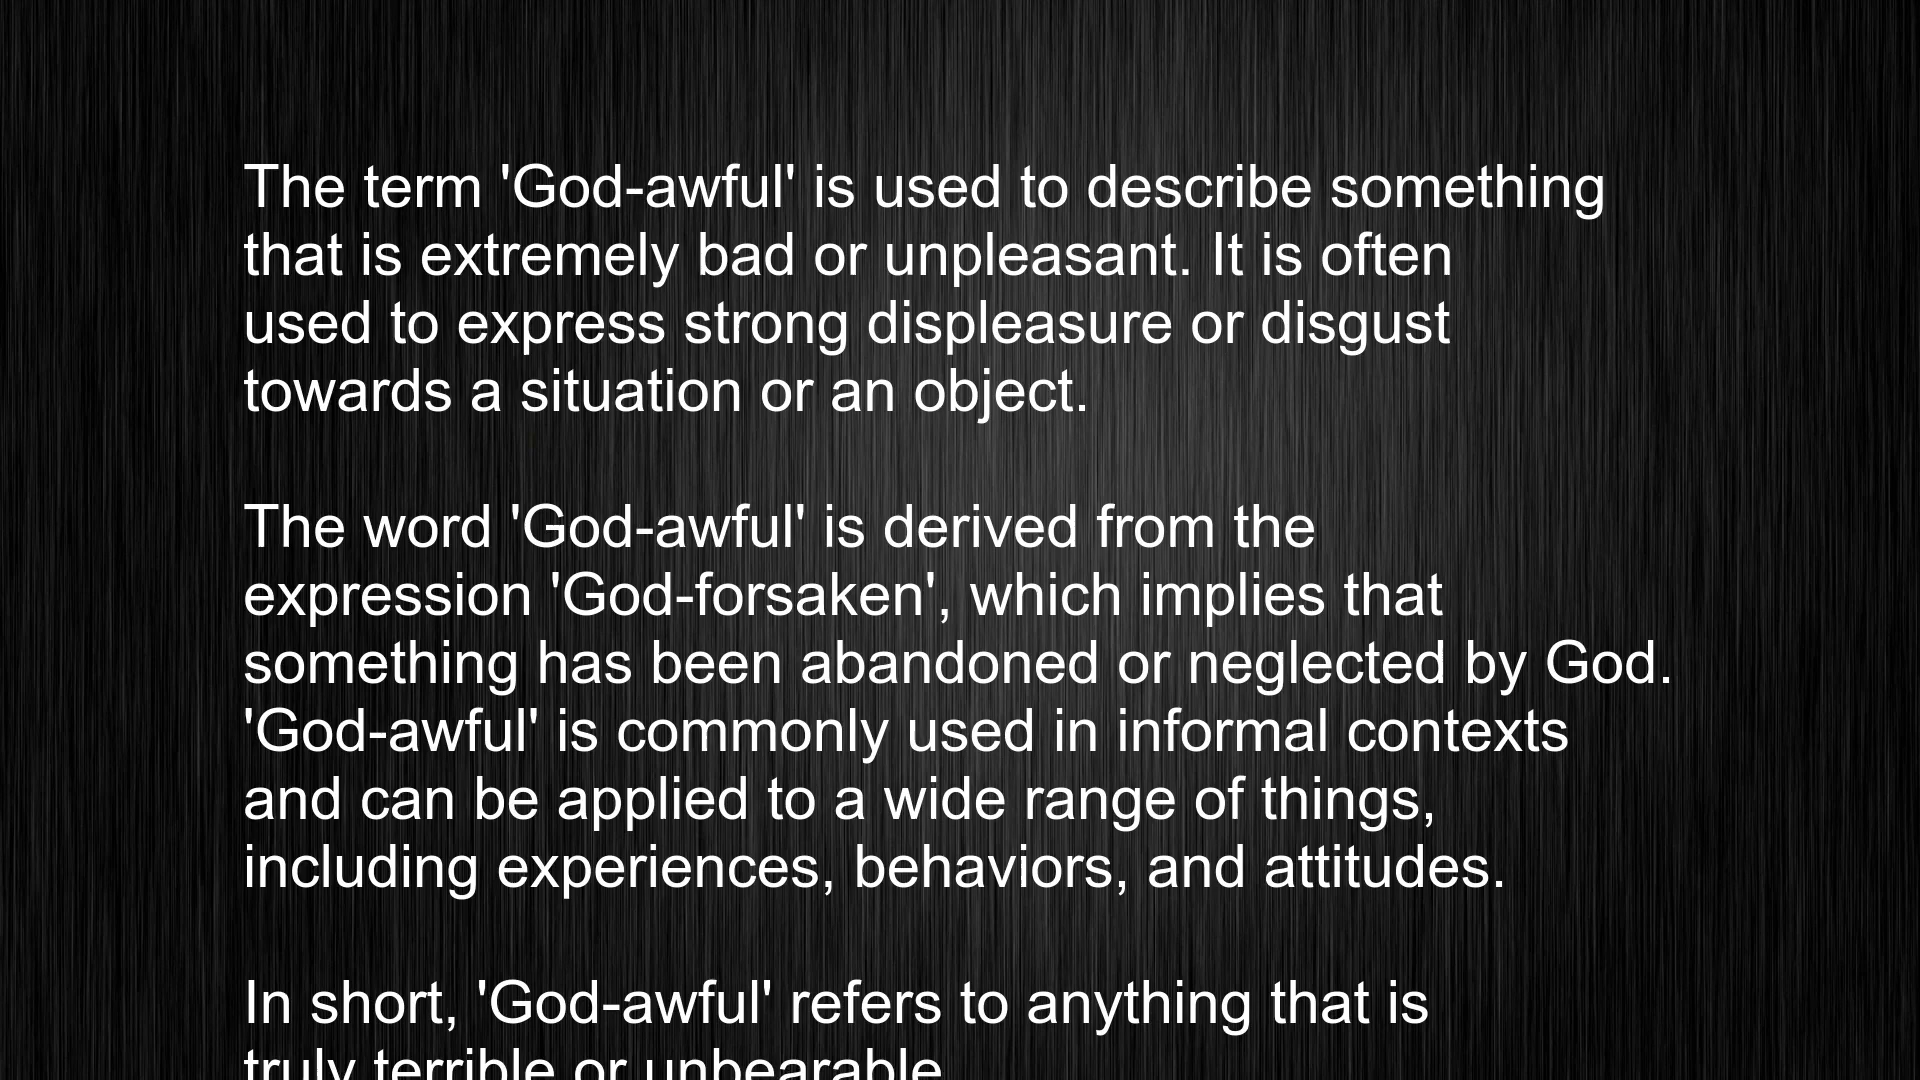 The term 'God-awful' is used to describe something
that is extremely bad or unpleasant. It is often
used to express strong displeasure or disgust
towards a situation or an object.
The word 'God-awful' is derived from the
expression 'God-forsaken', which implies that
something has been abandoned or neglected by God.
'God-awful' is commonly used in informal contexts
and can be applied to a wide range of things,
including experiences, behaviors, and attitudes.
In short, 'God-awful' refers to anything that is
truly terrible or unbearable